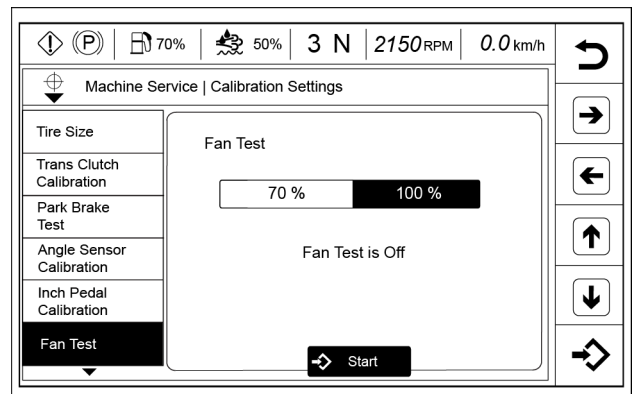 (P) 70% 50% 3 N 2150 RPM 0.0 km/h
Machine Service | Calibration Settings
Tire Size
Trans Clutch
Calibration
Park Brake
Test
Angle Sensor
Calibration
Inch Pedal
Calibration
Fan Test
Fan Test
70 % 100 %
Fan Test is Off
Start